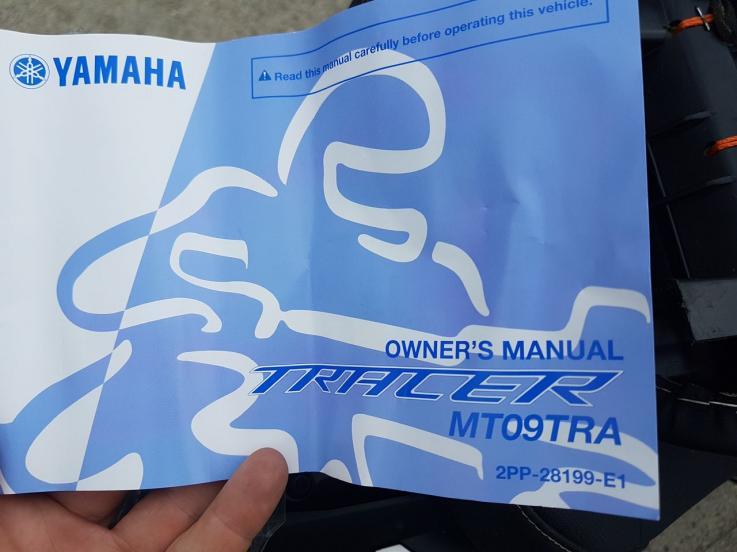 YAMAHA
Read this manual carefully before operating this vehicle.
OWNER'S MANUAL
TRACER
MT09TRA
2PP-28199-E1